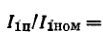 I₁п/I₁ном =